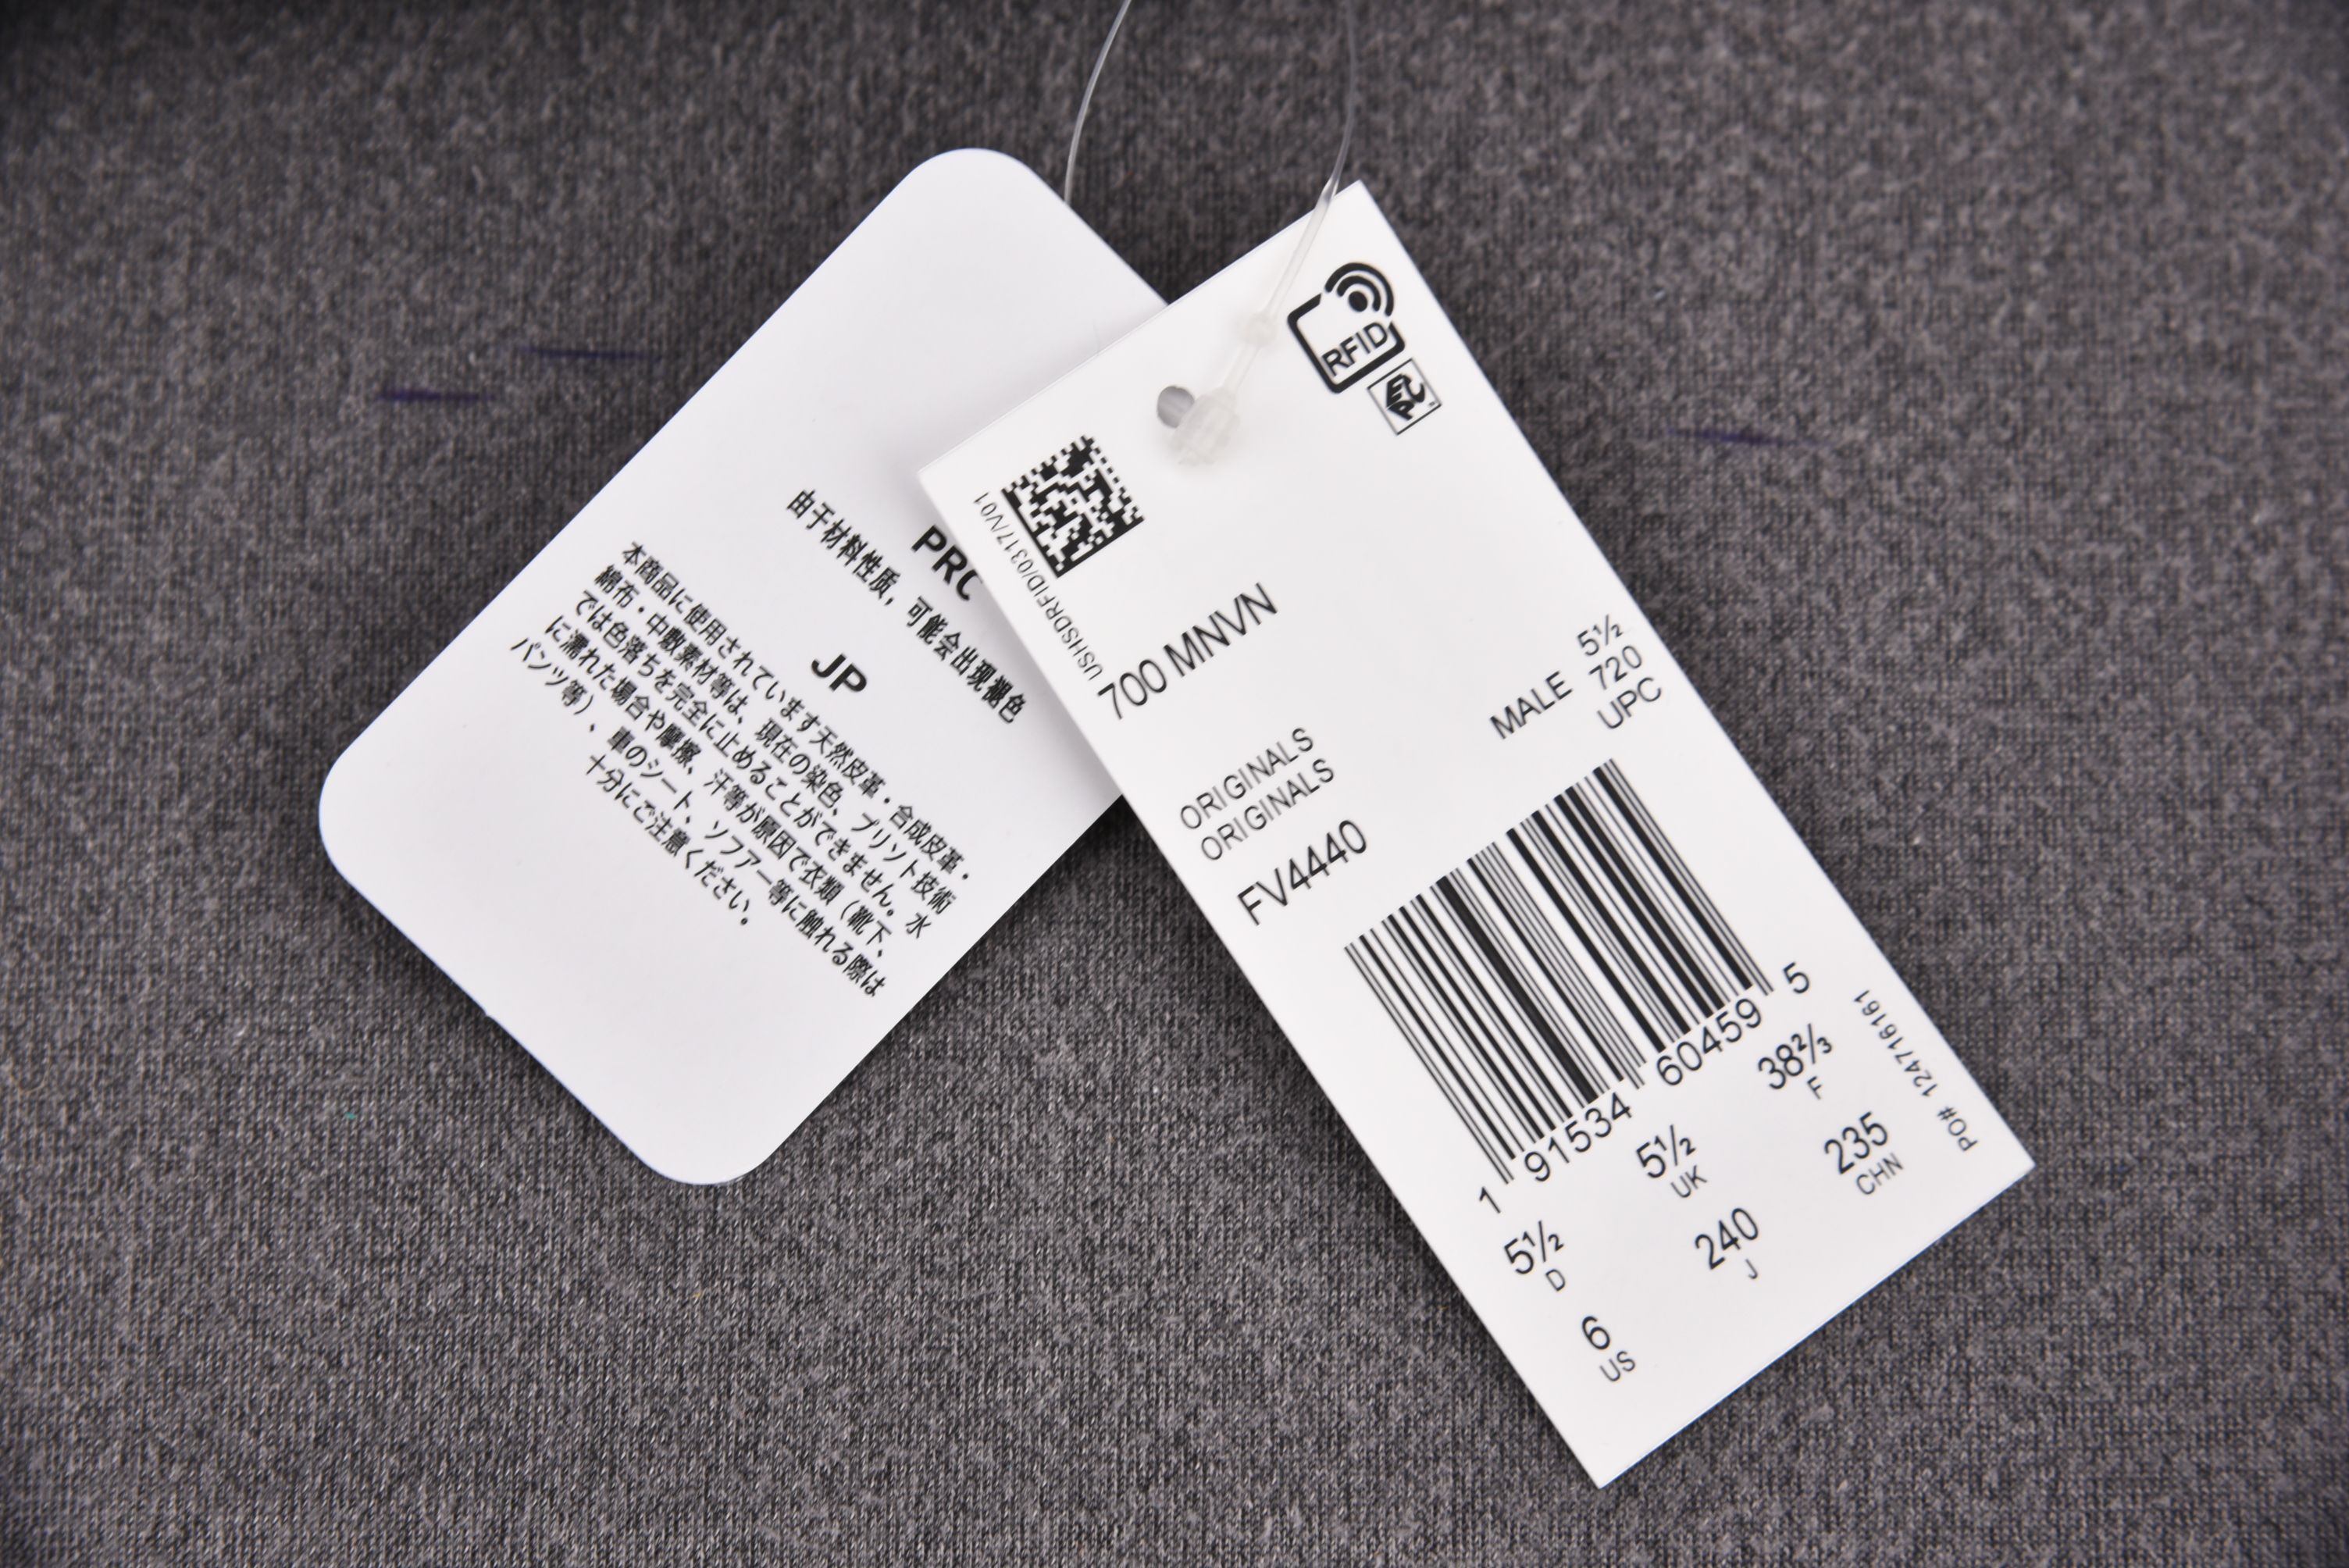 PRC
由于材料性质，可能会出现褪色
JP
本商品に使用されています天然皮革・合成皮革・
綿布・中敷素材等は、現在の染色、プリント技術
では色落ちを完全に止めることができません。水
に濡れた場合や摩擦、汗等が原因で衣類（靴下、
パンツ等）、車のシート、ソファー等に触れる際は
十分にご注意ください。
RFID
EPC
USHSDRFID/0317/V01
700 MNVN
ORIGINALS
ORIGINALS
MALE 5½
720
UPC
FV4440
1 91534 60459 5
5½ D
5½ UK
38⅔ F
6 US
240 J
235 CHN
PO# 124716161